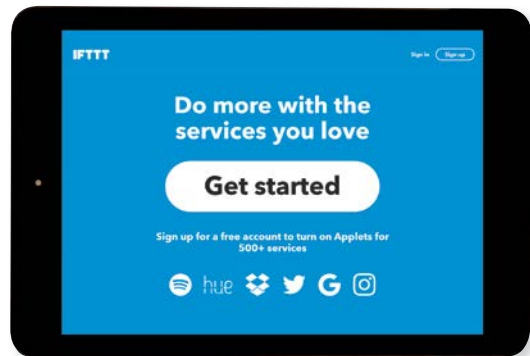 IFTTT
Sign in Sign up
Do more with the
services you love
Get started
Sign up for a free account to turn on Applets for
500+ services
hue
G